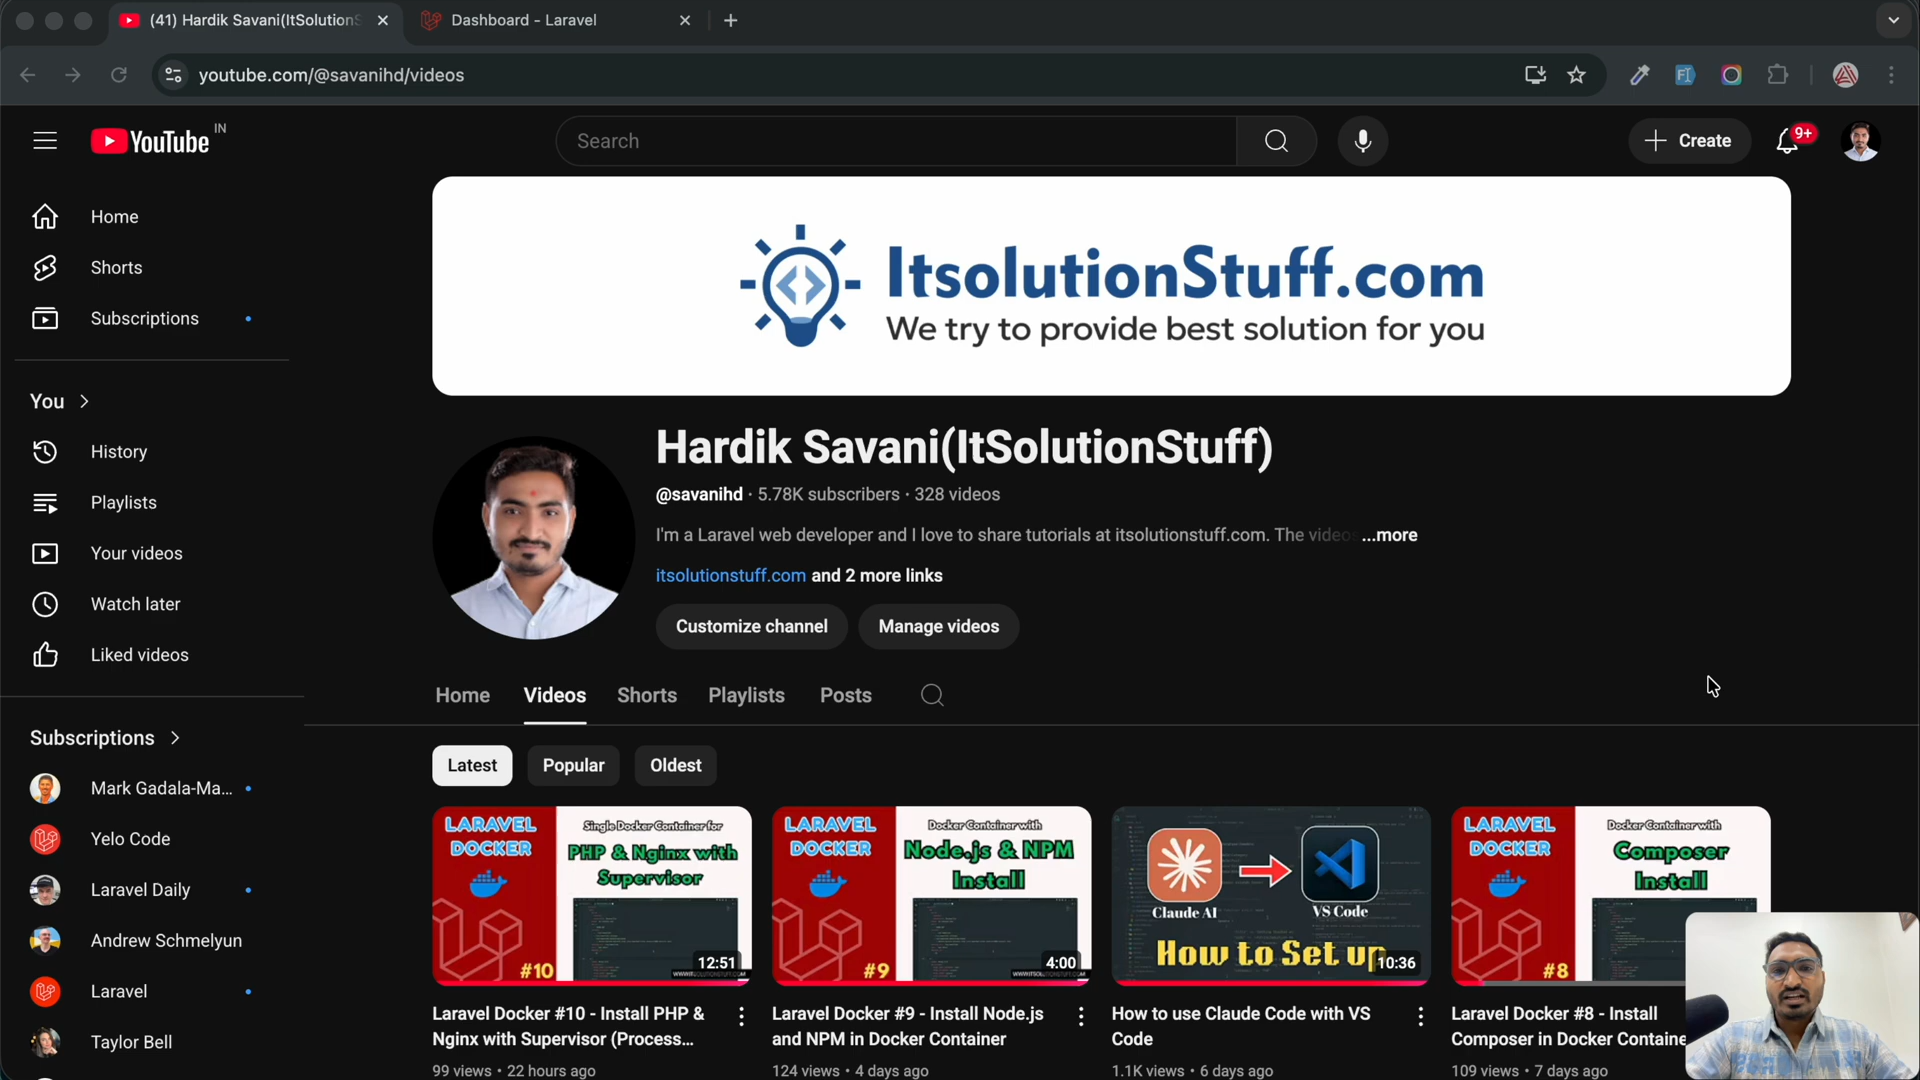 (41) Hardik Savani(ItSolutionS
Dashboard - Laravel
youtube.com/@savanihd/videos
YouTube IN
Search
Create
9+
Home
Shorts
Subscriptions
You
History
Playlists
Your videos
Watch later
Liked videos
Subscriptions
Mark Gadala-Ma...
Yelo Code
Laravel Daily
Andrew Schmelyun
Laravel
Taylor Bell
ItsolutionStuff.com
We try to provide best solution for you
Hardik Savani(ItSolutionStuff)
@savanihd · 5.78K subscribers · 328 videos
I'm a Laravel web developer and I love to share tutorials at itsolutionstuff.com. The videos ...more
itsolutionstuff.com and 2 more links
Customize channel
Manage videos
Home
Videos
Shorts
Playlists
Posts
Latest
Popular
Oldest
LARAVEL
DOCKER
#10
Single Docker Container for
PHP & Nginx with
Supervisor
12:51
WWW.ITSOLUTIONSTUFF.COM
Laravel Docker #10 - Install PHP &
Nginx with Supervisor (Process...
99 views · 22 hours ago
LARAVEL
DOCKER
#9
Docker Container with
Node.js & NPM
Install
4:00
WWW.ITSOLUTIONSTUFF.COM
Laravel Docker #9 - Install Node.js
and NPM in Docker Container
124 views · 4 days ago
Claude AI
VS Code
How to Set up
10:36
How to use Claude Code with VS
Code
1.1K views · 6 days ago
LARAVEL
DOCKER
#8
Docker Container with
Composer
Install
Laravel Docker #8 - Install
Composer in Docker Containe
109 views · 7 days ago